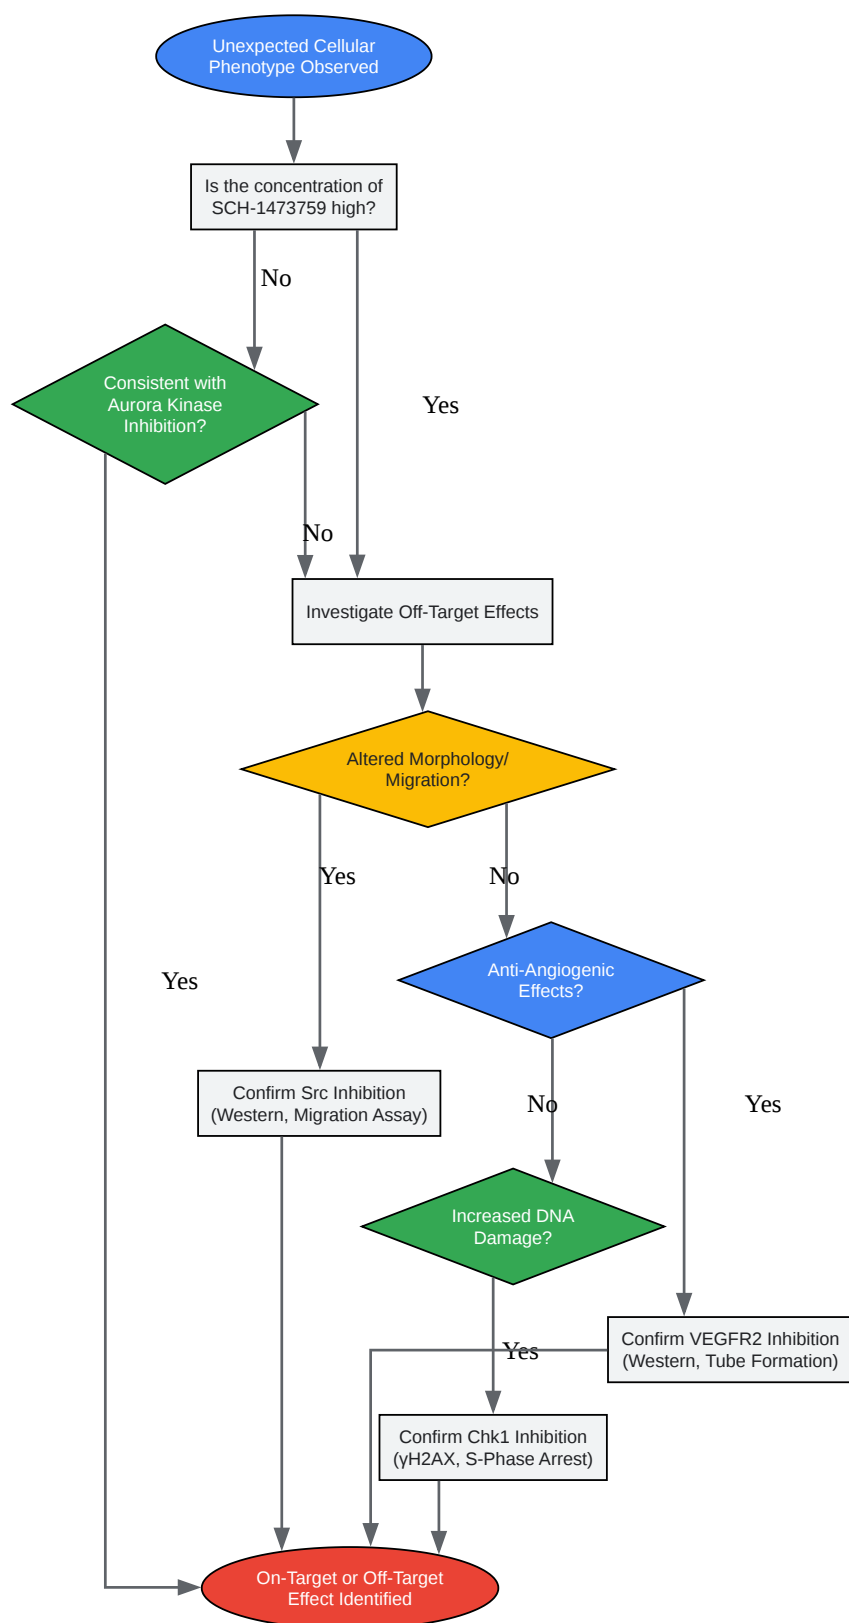 Unexpected Cellular
Phenotype Observed
Is the concentration of
SCH-1473759 high?
No
Consistent with
Aurora Kinase
Inhibition?
Yes
No
Investigate Off-Target Effects
Altered Morphology/
Migration?
Yes
No
Anti-Angiogenic
Effects?
Yes
Confirm Src Inhibition
(Western, Migration Assay)
No
Yes
Increased DNA
Damage?
Confirm VEGFR2 Inhibition
(Western, Tube Formation)
Yes
Confirm Chk1 Inhibition
(γH2AX, S-Phase Arrest)
On-Target or Off-Target
Effect Identified